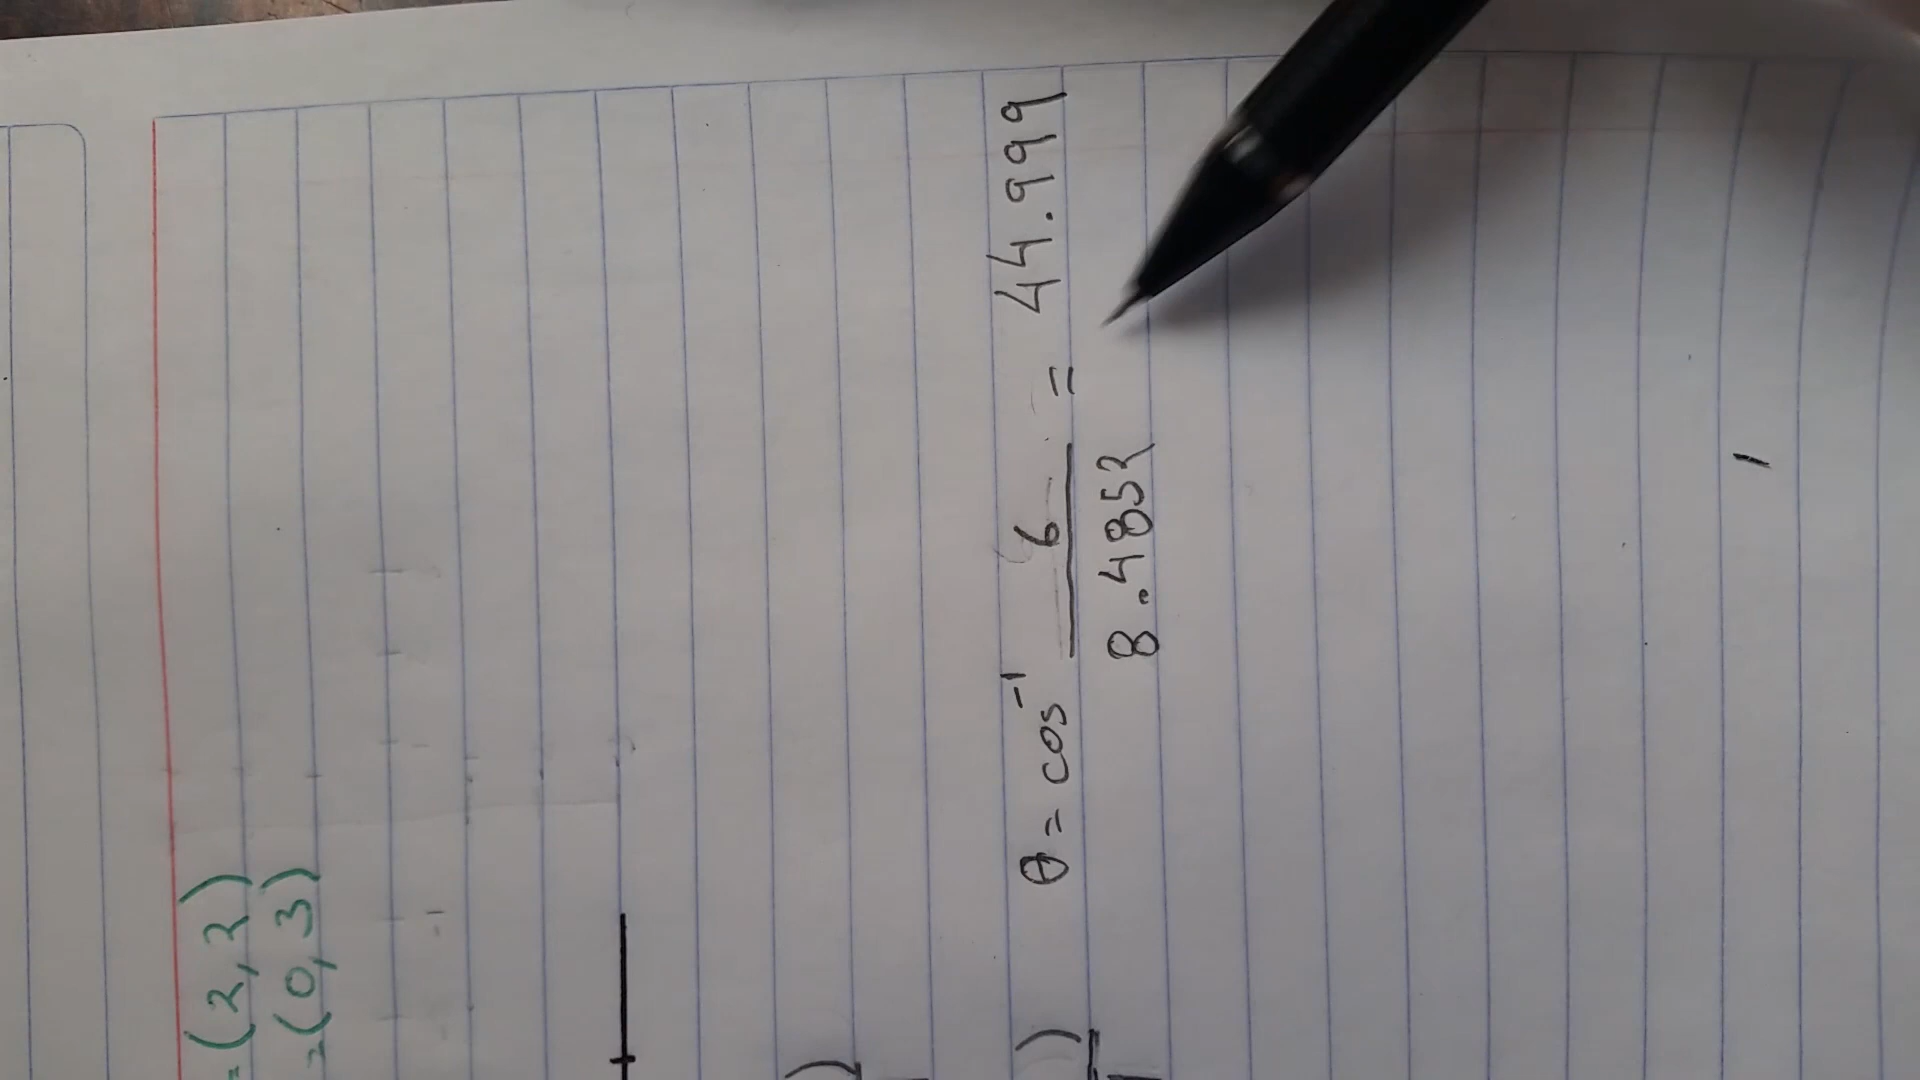 = (2, 2)
= (0, 3)
θ = cos⁻¹ 6 = 44.999
8.4852